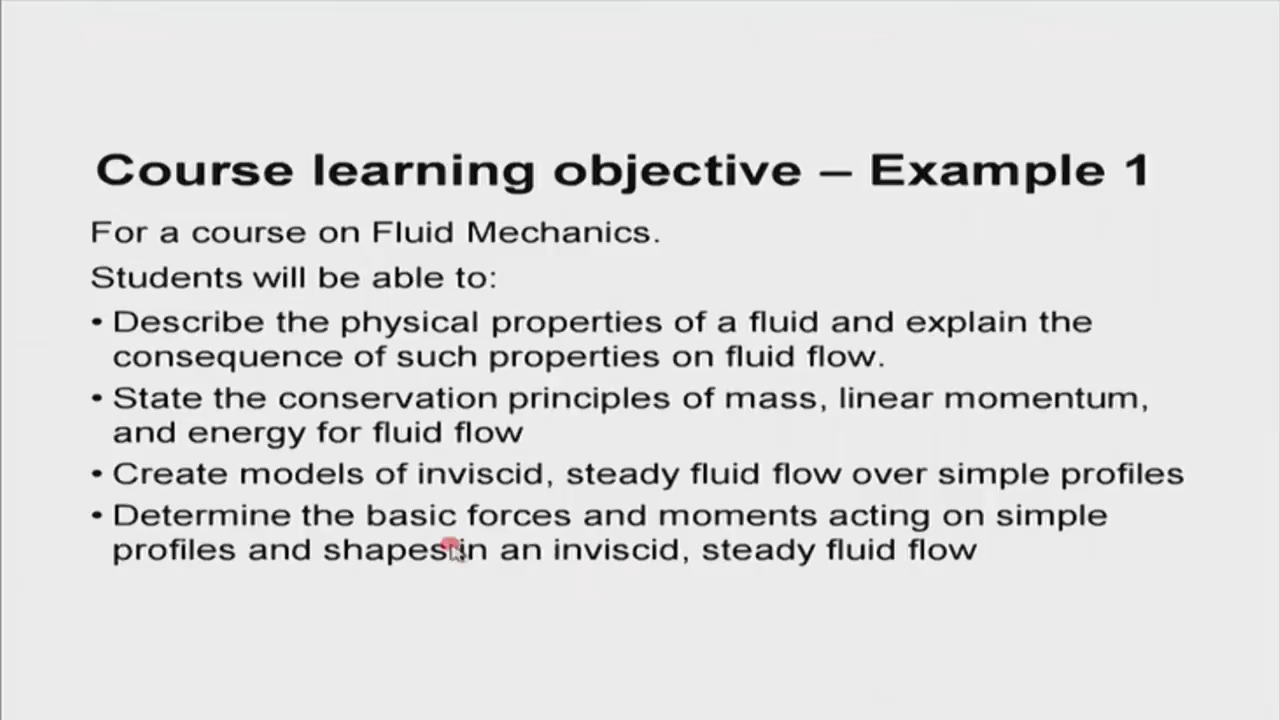 Course learning objective – Example 1
For a course on Fluid Mechanics.
Students will be able to:
• Describe the physical properties of a fluid and explain the
consequence of such properties on fluid flow.
• State the conservation principles of mass, linear momentum,
and energy for fluid flow
• Create models of inviscid, steady fluid flow over simple profiles
• Determine the basic forces and moments acting on simple
profiles and shapes in an inviscid, steady fluid flow